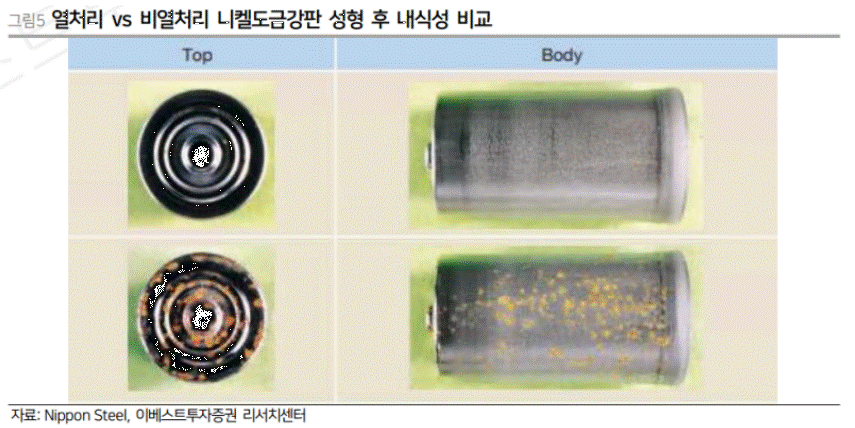 그림5 열처리 vs 비열처리 니켈도금강판 성형 후 내식성 비교
Top Body
자료: Nippon Steel, 이베스트투자증권 리서치센터